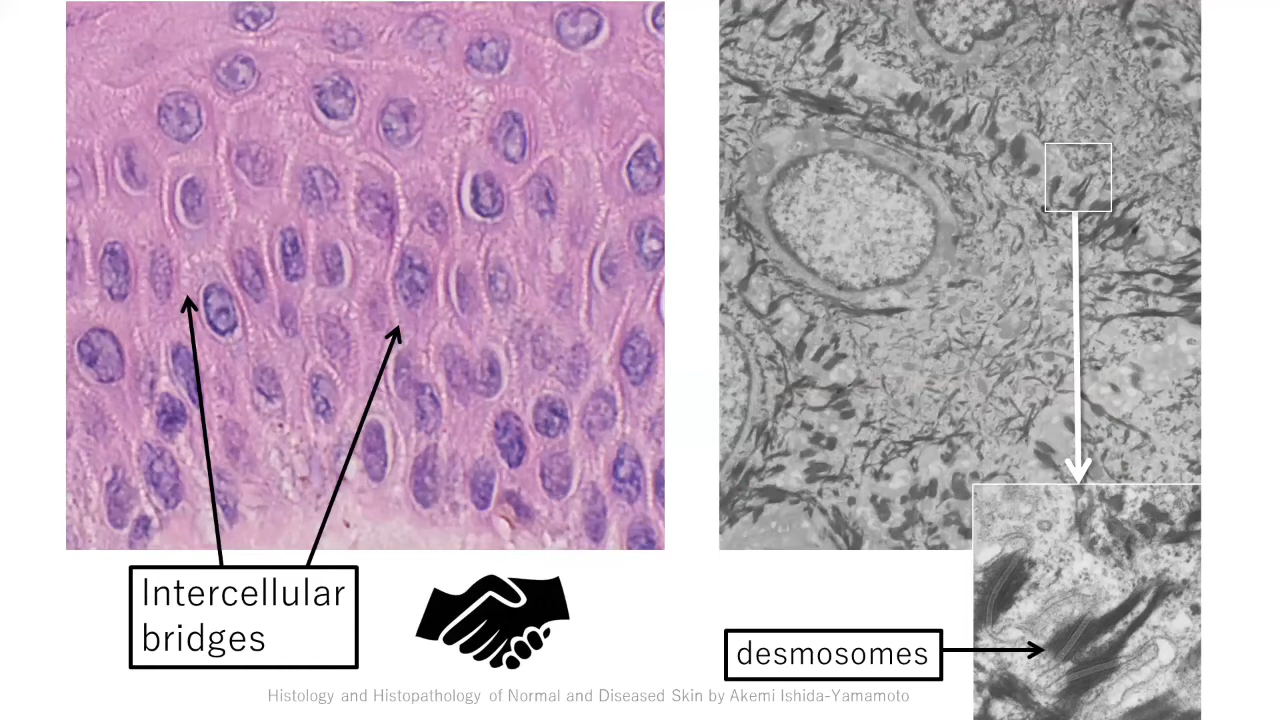 Intercellular
bridges
desmosomes
Histology and Histopathology of Normal and Diseased Skin by Akemi Ishida-Yamamoto